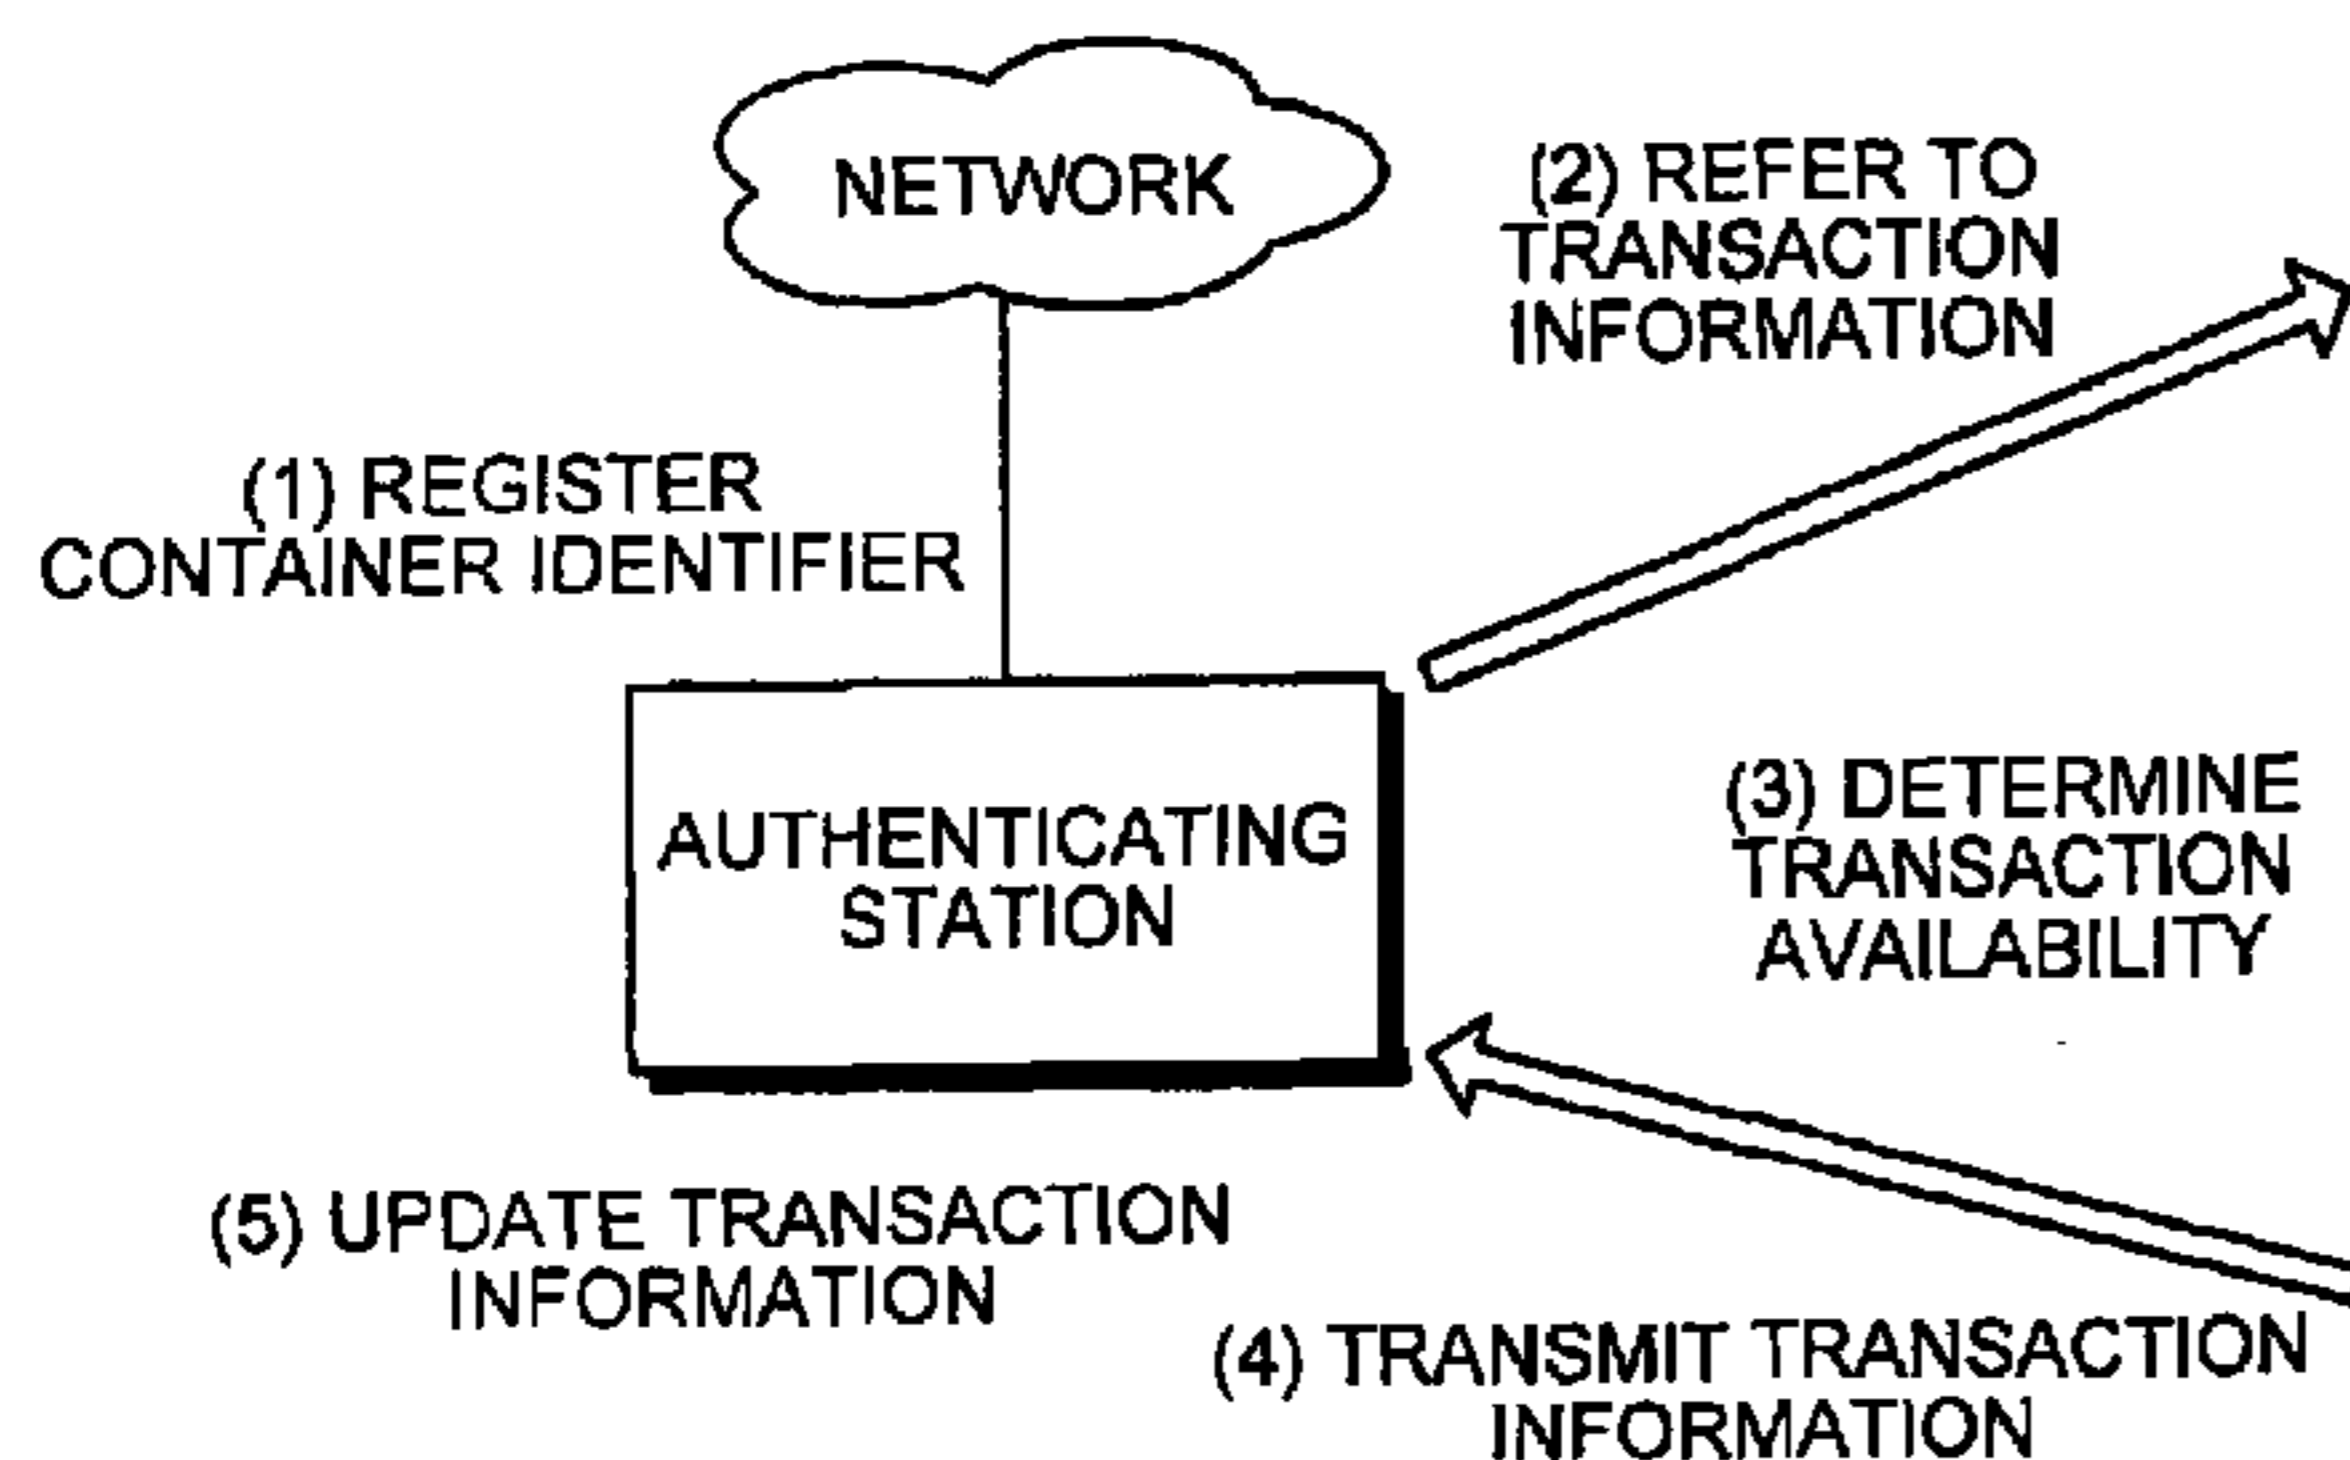 NETWORK
(2) REFER TO
TRANSACTION
INFORMATION
(1) REGISTER
CONTAINER IDENTIFIER
AUTHENTICATING
STATION
(3) DETERMINE
TRANSACTION
AVAILABILITY
(5) UPDATE TRANSACTION
INFORMATION
(4) TRANSMIT TRANSACTION
INFORMATION